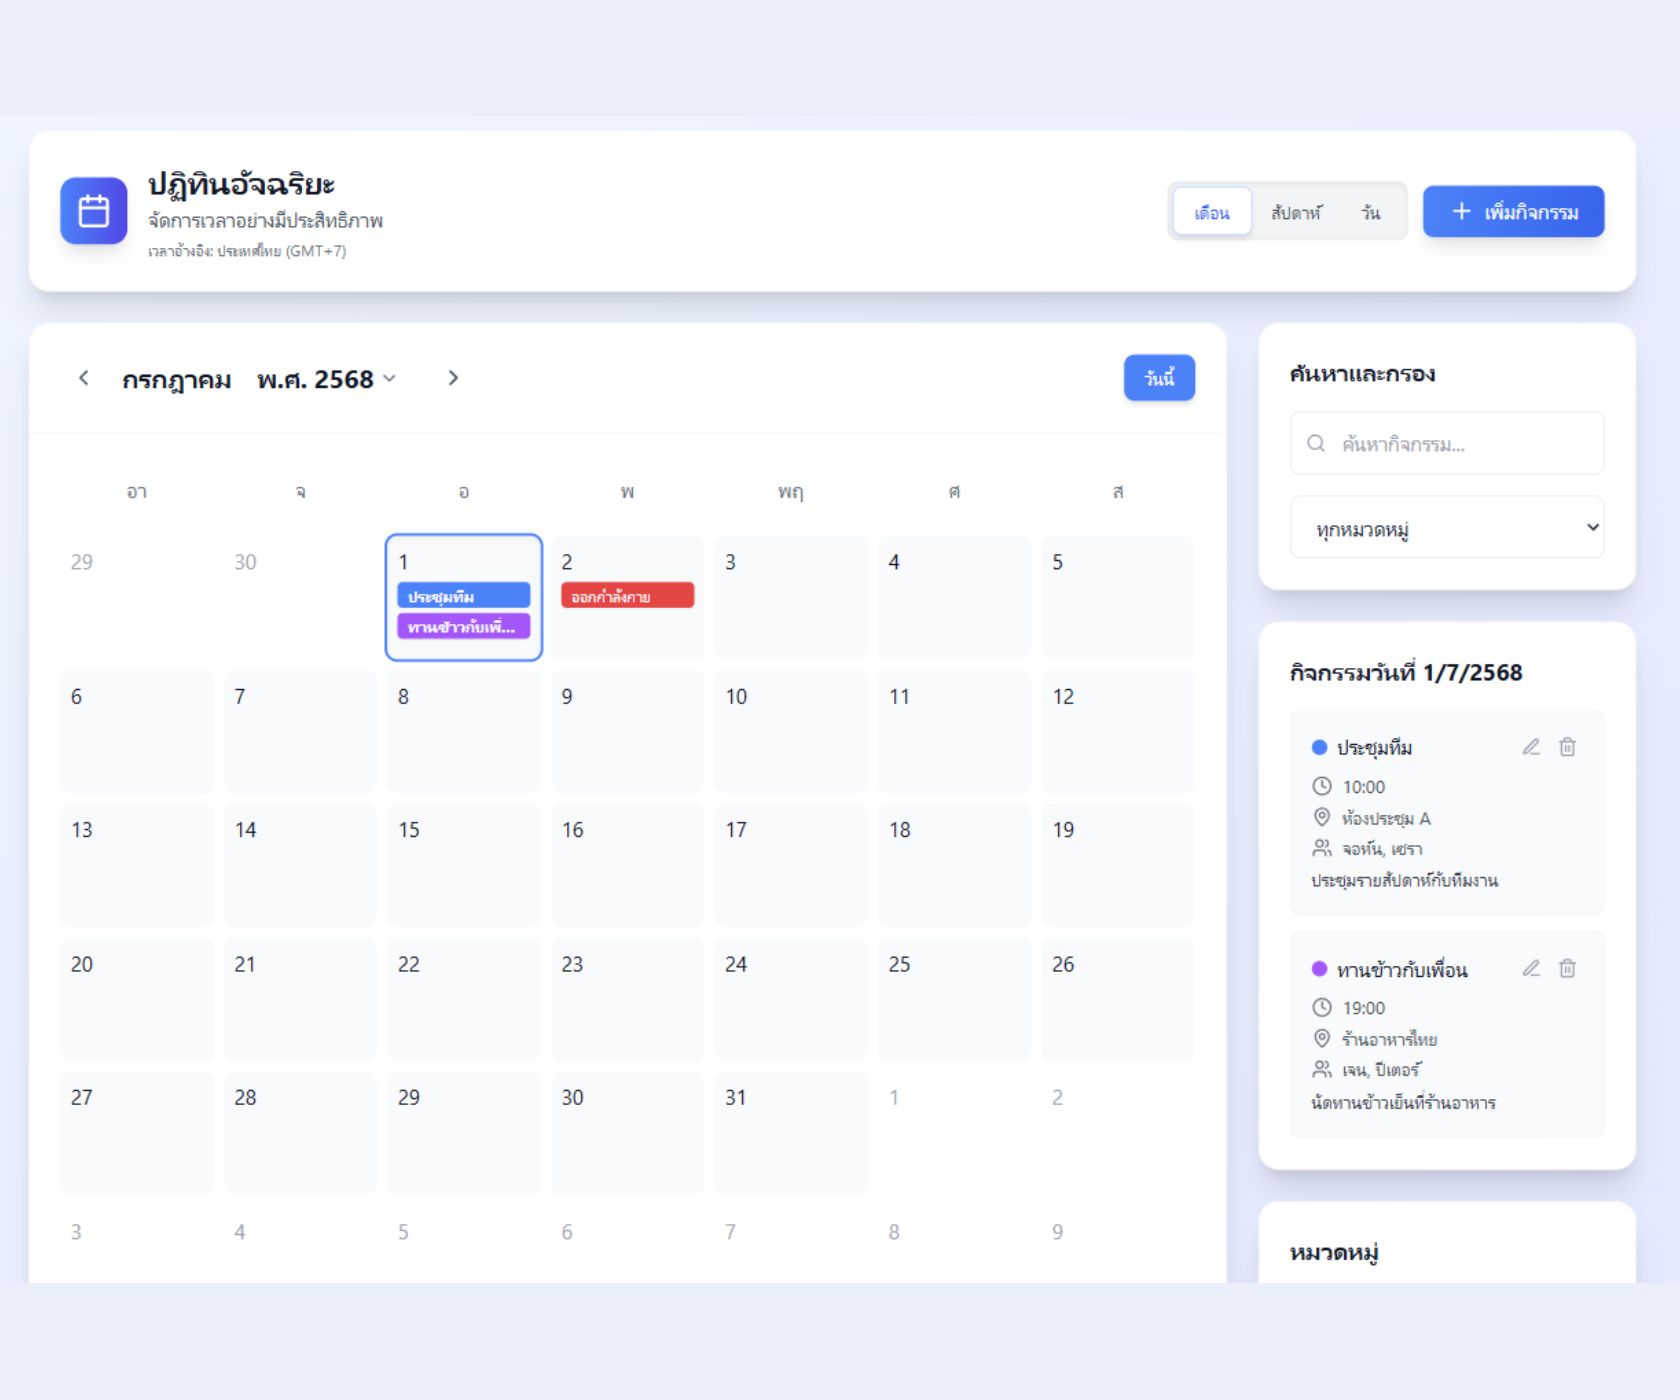 ปฏิทินอัจฉริยะ
จัดการเวลาอย่างมีประสิทธิภาพ
เวลาอ้างอิง: ประเทศไทย (GMT+7)
เดือน สัปดาห์ วัน
เพิ่มกิจกรรม
กรกฎาคม พ.ศ. 2568
วันนี้
อา จ อ พ พฤ ศ ส
29 30 1 2 3 4 5
ประชุมทีม ออกกำลังกาย
ทานข้าวกับเพื่...
6 7 8 9 10 11 12
13 14 15 16 17 18 19
20 21 22 23 24 25 26
27 28 29 30 31 1 2
3 4 5 6 7 8 9
ค้นหาและกรอง
ค้นหากิจกรรม...
ทุกหมวดหมู่
กิจกรรมวันที่ 1/7/2568
ประชุมทีม
10:00
ห้องประชุม A
จอห์น, เซรา
ประชุมรายสัปดาห์กับทีมงาน
ทานข้าวกับเพื่อน
19:00
ร้านอาหารไทย
เจน, ปีเตอร์
นัดทานข้าวเย็นที่ร้านอาหาร
หมวดหมู่